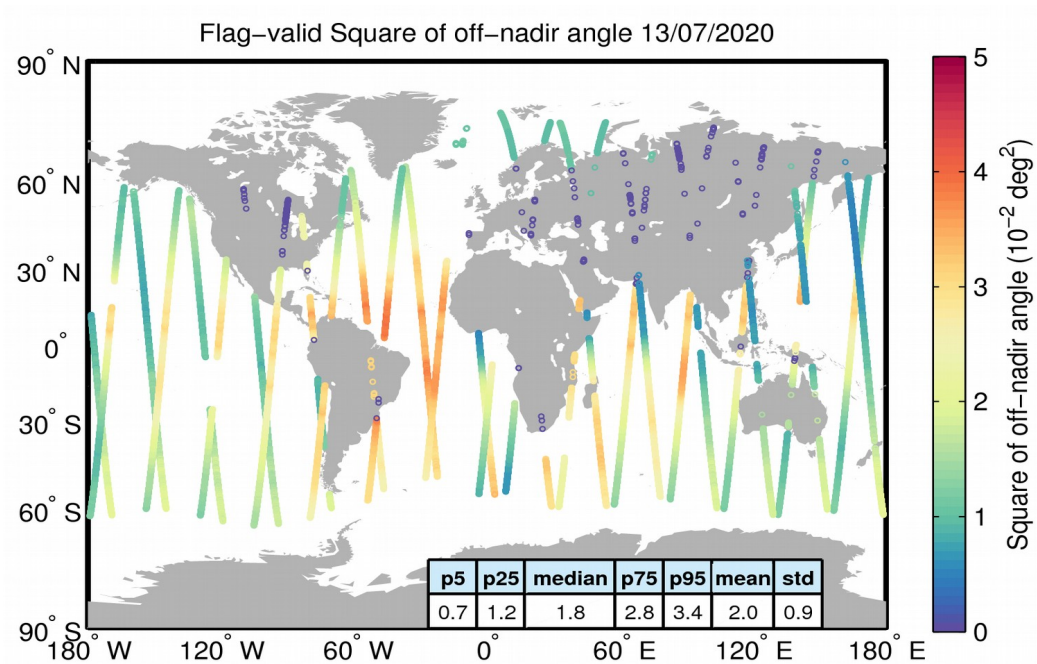 Flag-valid Square of off-nadir angle 13/07/2020
90° N
60° N
30° N
0°
30° S
60° S
90° S
180° W
120° W
60° W
0°
60° E
120° E
180° E
p5 p25 median p75 p95 mean std
0.7 1.2 1.8 2.8 3.4 2.0 0.9
5
4
3
2
1
0
Square of off-nadir angle (10⁻² deg²)